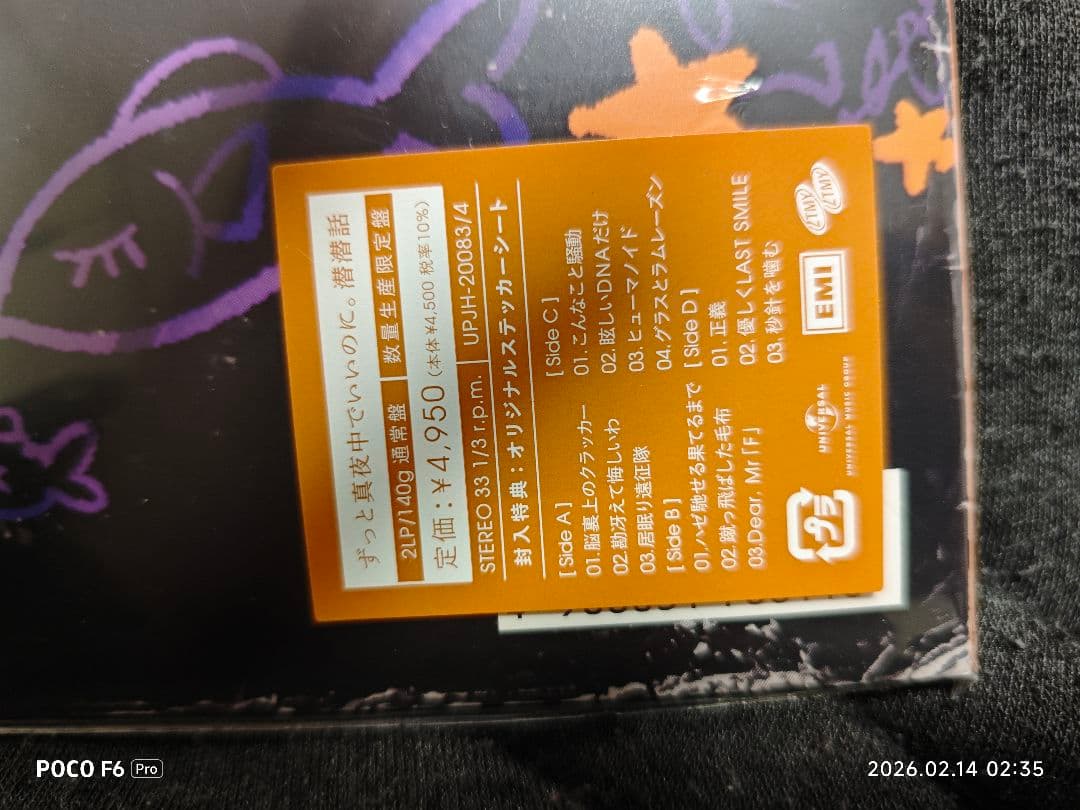 ずっと真夜中でいいのに。 潜潜話
2LP/140g 通常盤 数量生産限定盤
定価：¥4,950 (本体¥4,500 税率10%)
STEREO 33 1/3 r.p.m. UPJH-20083/4
封入特典：オリジナルステッカーシート
[Side A]
01.脳裏上のクラッカー
02.勘冴えて悔しいわ
03.居眠り遠征隊
[Side B]
01.ハゼ馳せる果てるまで
02.蹴っ飛ばした毛布
03.Dear. Mr「F」
[Side C]
01.こんなこと騒動
02.眩しいDNAだけ
03.ヒューマノイド
04.グラスとラムレーズン
[Side D]
01.正義
02.優しくLAST SMILE
03.秒針を噛む
プラ
UNIVERSAL
UNIVERSAL MUSIC GROUP
EMI
ZTMY
ZTMY
POCO F6 Pro
2026.02.14 02:35